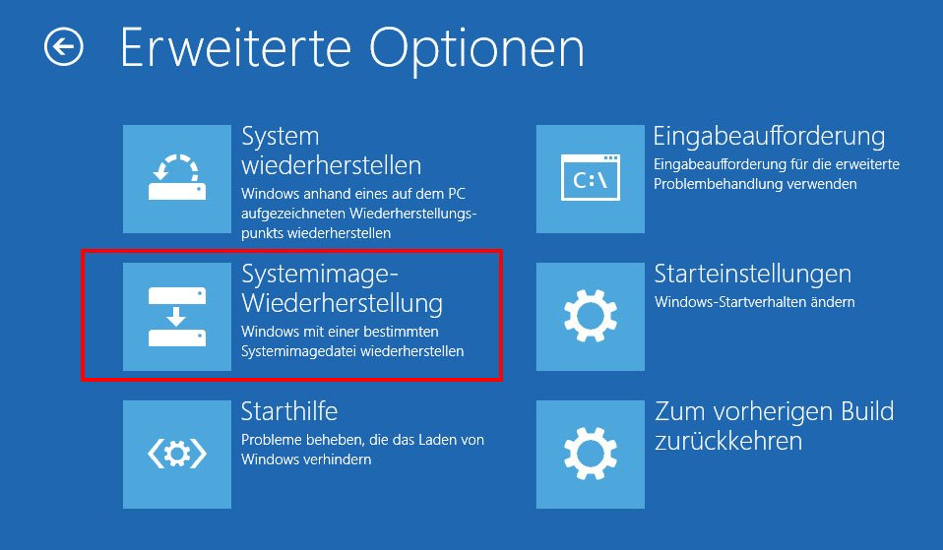 Erweiterte Optionen
System
wiederherstellen
Windows anhand eines auf dem PC
aufgezeichneten Wiederherstellungs-
punkts wiederherstellen
Systemimage-
Wiederherstellung
Windows mit einer bestimmten
Systemimagedatei wiederherstellen
Starthilfe
Probleme beheben, die das Laden von
Windows verhindern
Eingabeaufforderung
Eingabeaufforderung für die erweiterte
Problembehandlung verwenden
C:\
Starteinstellungen
Windows-Startverhalten ändern
Zum vorherigen Build
zurückkehren